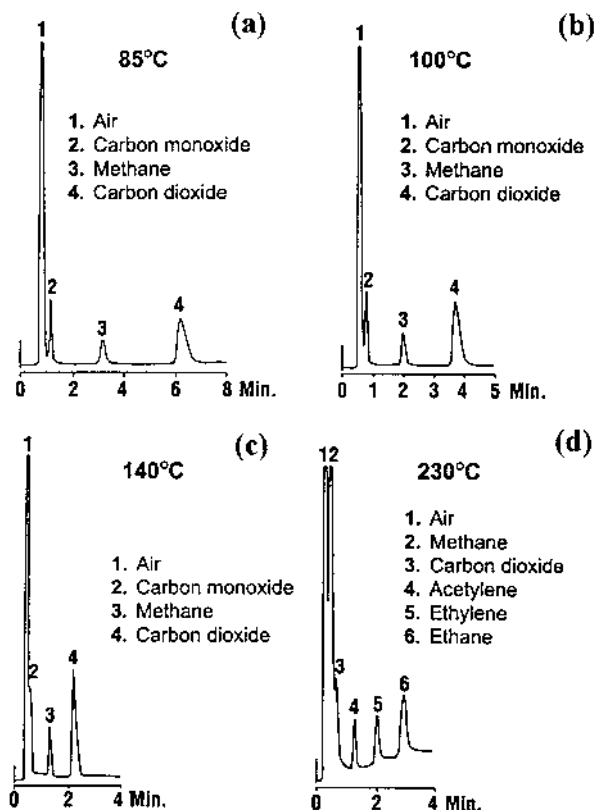 (a)
85°C
1
1. Air
2. Carbon monoxide
3. Methane
4. Carbon dioxide
2
3
4
0 2 4 6 8 Min.
(b)
100°C
1
1. Air
2. Carbon monoxide
3. Methane
4. Carbon dioxide
2
3
4
0 1 2 3 4 5 Min.
(c)
140°C
1
1. Air
2. Carbon monoxide
3. Methane
4. Carbon dioxide
2
3
4
0 2 4 Min.
(d)
230°C
12
1. Air
2. Methane
3. Carbon dioxide
4. Acetylene
5. Ethylene
6. Ethane
3
4
5
6
0 2 4 Min.